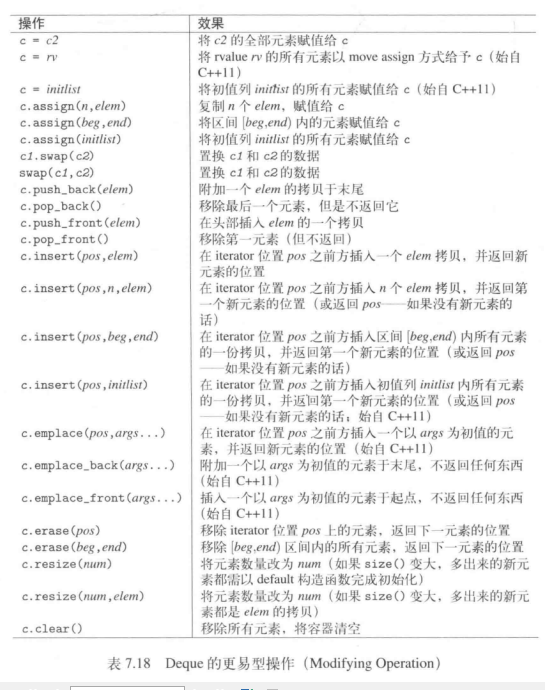 操作 效果
c = c2 将 c2 的全部元素赋值给 c
c = rv 将 rvalue rv 的所有元素以 move assign 方式给予 c（始自
C++11）
c = initlist 将初值列 initlist 的所有元素赋值给 c（始自 C++11）
c.assign(n,elem) 复制 n 个 elem，赋值给 c
c.assign(beg,end) 将区间 [beg,end) 内的元素赋值给 c
c.assign(initlist) 将初值列 initlist 的所有元素赋值给 c
c1.swap(c2) 置换 c1 和 c2 的数据
swap(c1,c2) 置换 c1 和 c2 的数据
c.push_back(elem) 附加一个 elem 的拷贝于末尾
c.pop_back() 移除最后一个元素，但是不返回它
c.push_front(elem) 在头部插入 elem 的一个拷贝
c.pop_front() 移除第一元素（但不返回）
c.insert(pos,elem) 在 iterator 位置 pos 之前方插入一个 elem 拷贝，并返回新
元素的位置
c.insert(pos,n,elem) 在 iterator 位置 pos 之前方插入 n 个 elem 拷贝，并返回第
一个新元素的位置（或返回 pos——如果没有新元素的
话）
c.insert(pos,beg,end) 在 iterator 位置 pos 之前方插入区间 [beg,end) 内所有元素
的一份拷贝，并返回第一个新元素的位置（或返回 pos
——如果没有新元素的话）
c.insert(pos,initlist) 在 iterator 位置 pos 之前方插入初值列 initlist 内所有元素
的一份拷贝，并返回第一个新元素的位置（或返回 pos
——如果没有新元素的话；始自 C++11）
c.emplace(pos,args...) 在 iterator 位置 pos 之前方插入一个以 args 为初值的元
素，并返回新元素的位置（始自 C++11）
c.emplace_back(args...) 附加一个以 args 为初值的元素于末尾，不返回任何东西
（始自 C++11）
c.emplace_front(args...) 插入一个以 args 为初值的元素于起点，不返回任何东西
（始自 C++11）
c.erase(pos) 移除 iterator 位置 pos 上的元素，返回下一元素的位置
c.erase(beg,end) 移除 [beg,end) 区间内的所有元素，返回下一元素的位置
c.resize(num) 将元素数量改为 num（如果 size() 变大，多出来的新元
素都需以 default 构造函数完成初始化）
c.resize(num,elem) 将元素数量改为 num（如果 size() 变大，多出来的新元
素都是 elem 的拷贝）
c.clear() 移除所有元素，将容器清空
表 7.18 Deque 的更易型操作（Modifying Operation）